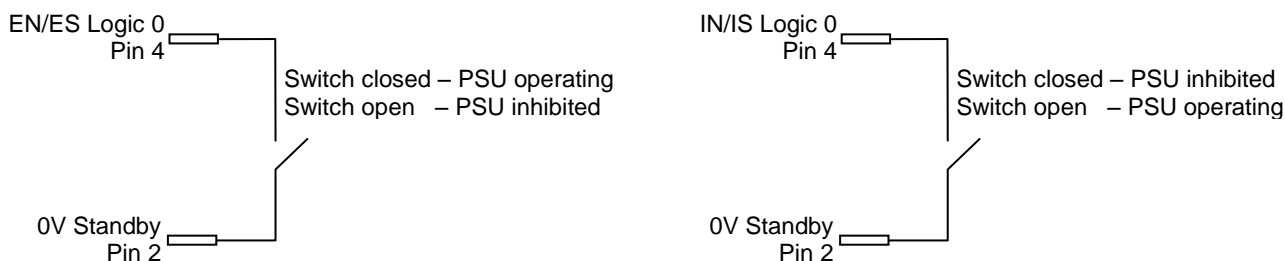 EN/ES Logic 0
Pin 4
Switch closed – PSU operating
Switch open – PSU inhibited
0V Standby
Pin 2
IN/IS Logic 0
Pin 4
Switch closed – PSU inhibited
Switch open – PSU operating
0V Standby
Pin 2